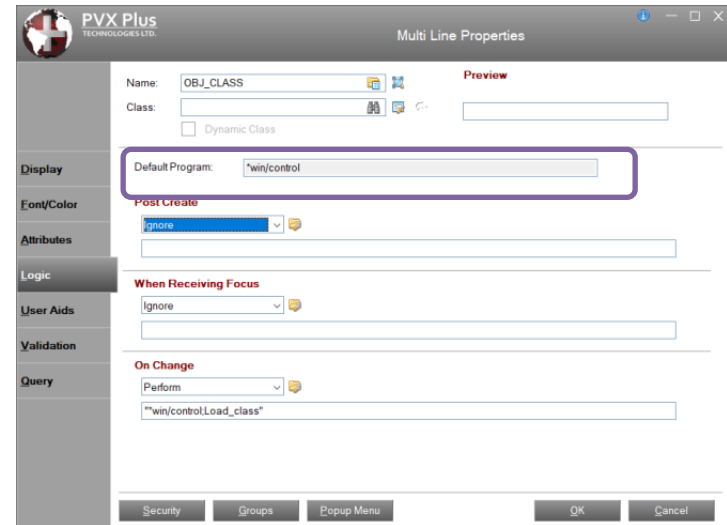 PVX Plus
TECHNOLOGIES LTD.
Multi Line Properties
Name: OBJ_CLASS
Preview
Class:
Dynamic Class
Display
Default Program: *win/control
Font/Color
Post Create
Ignore
Attributes
Logic
When Receiving Focus
Ignore
User Aids
Validation
On Change
Query
Perform
"*win/control;Load_class"
Security Groups Popup Menu OK Cancel